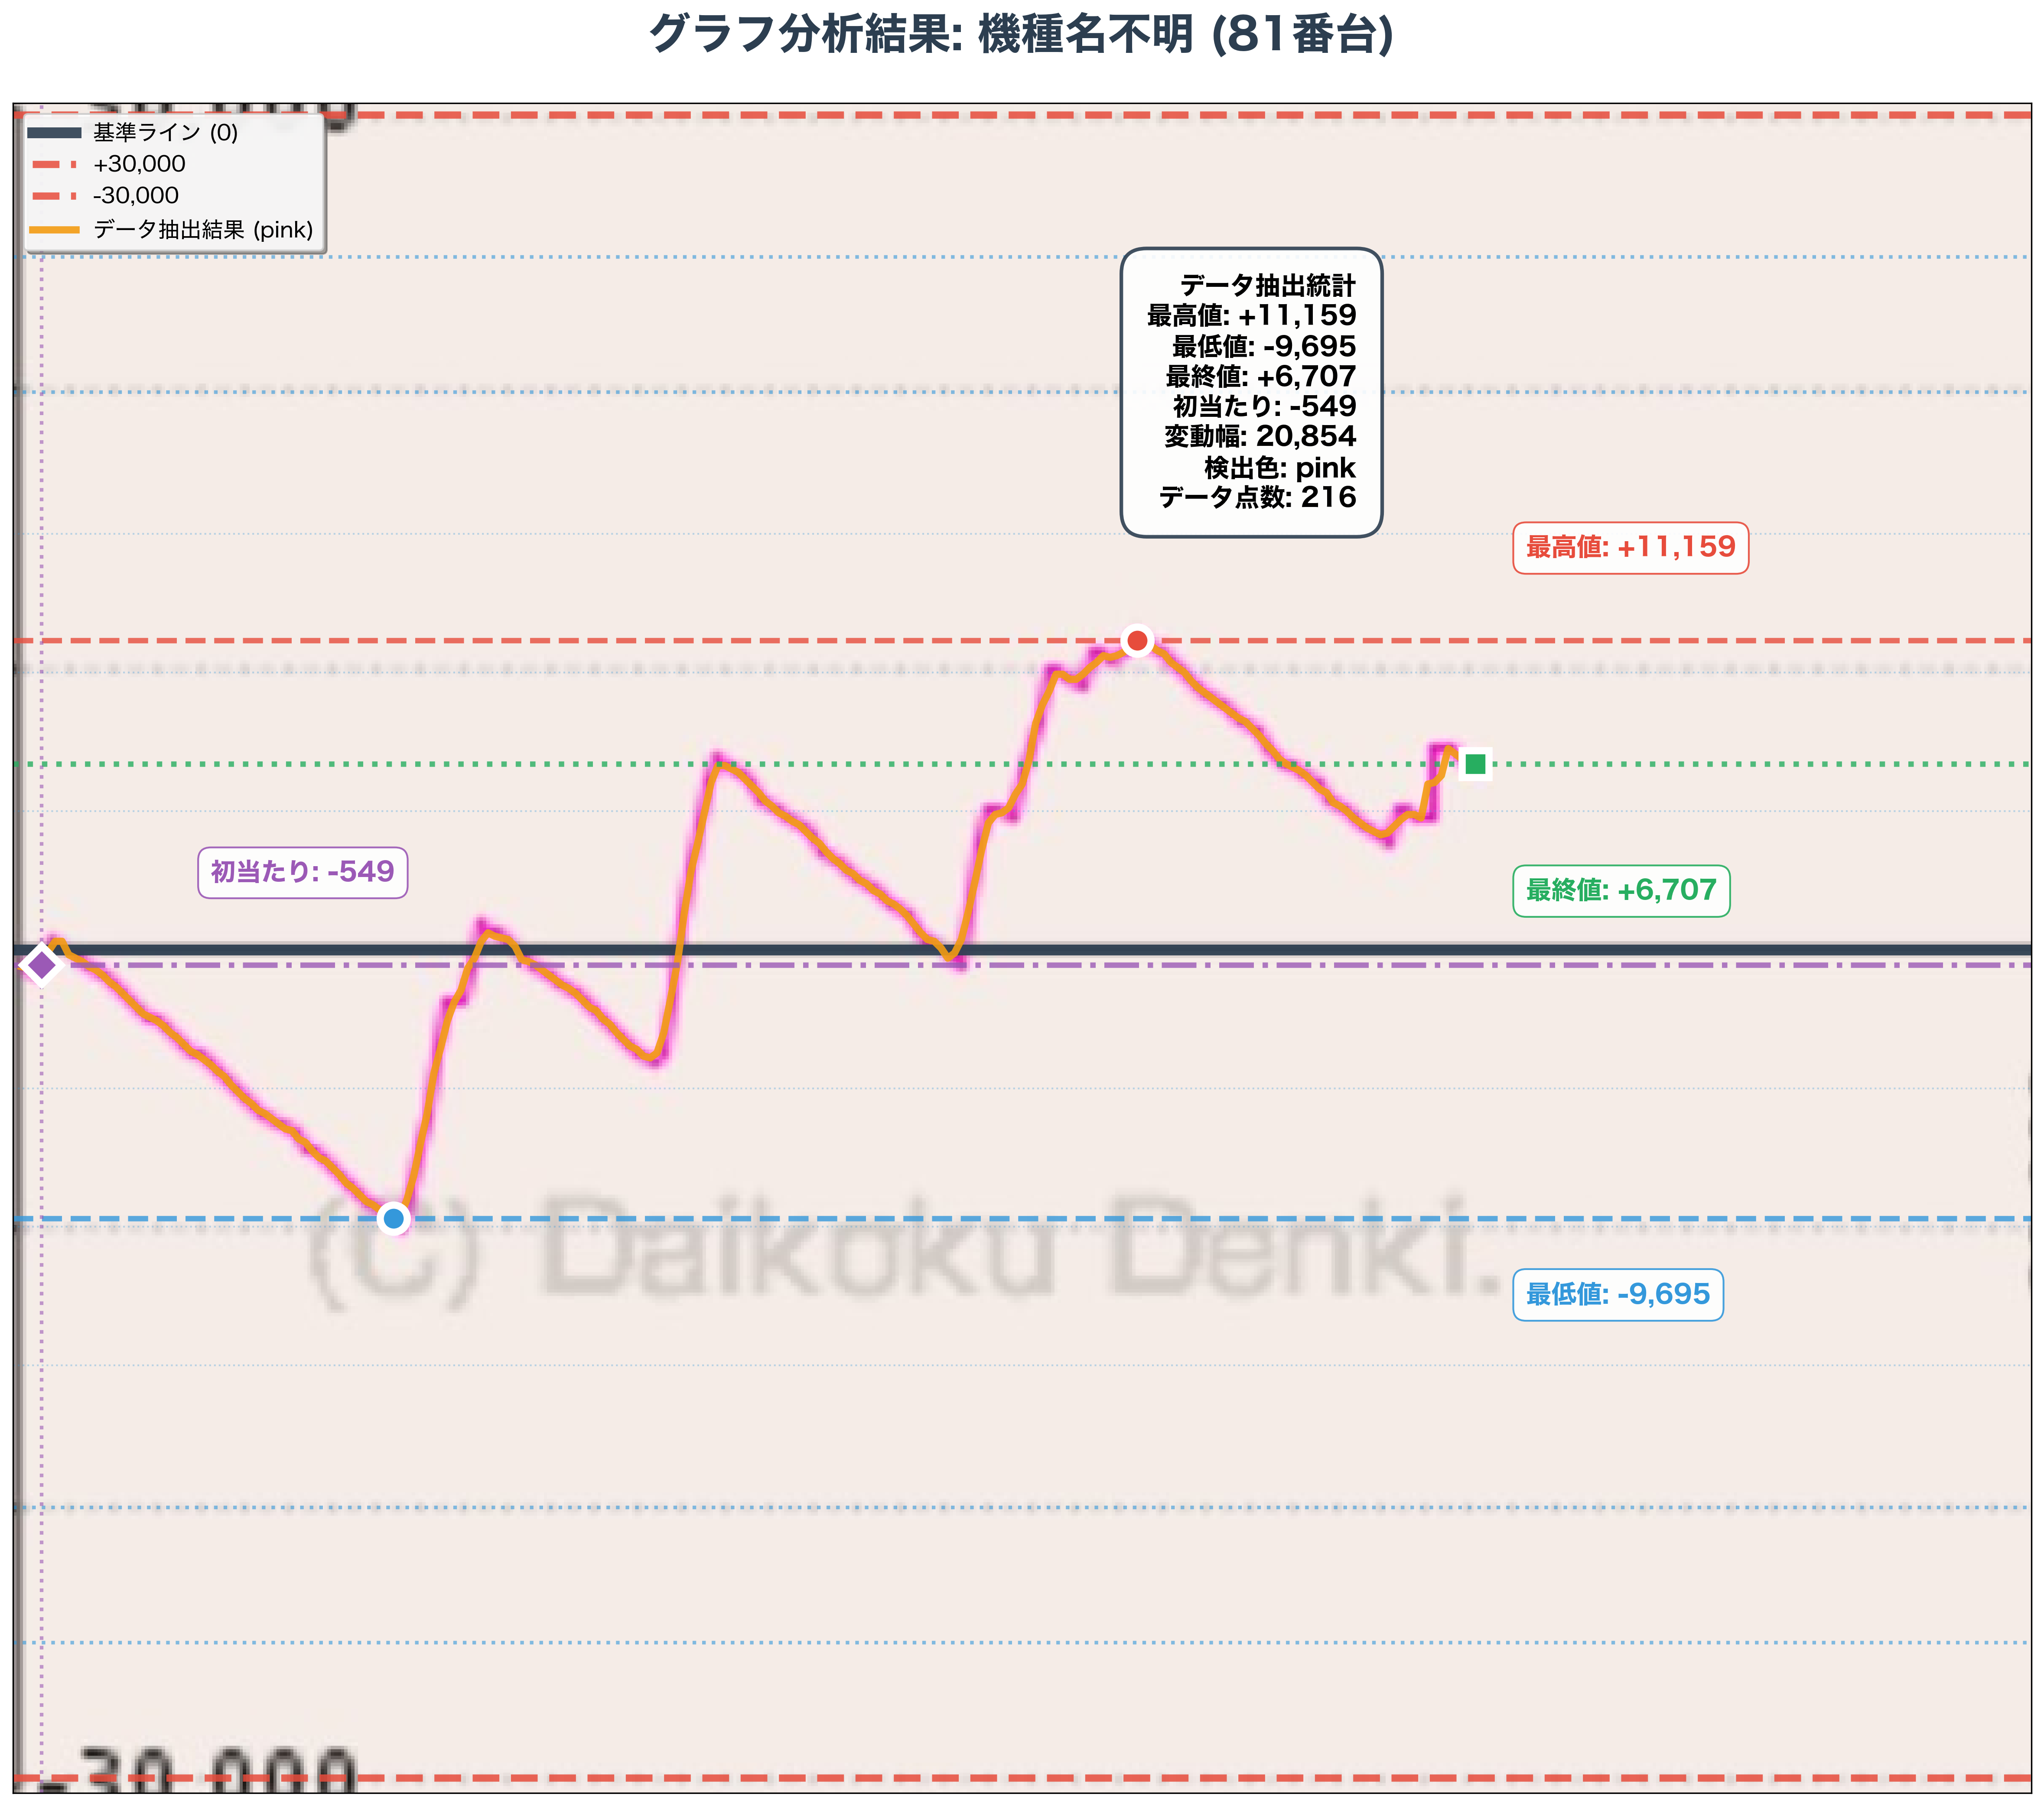 グラフ分析結果: 機種名不明 (81番台)
基準ライン (0)
+30,000
-30,000
データ抽出結果 (pink)
データ抽出統計
最高値: +11,159
最低値: -9,695
最終値: +6,707
初当たり: -549
変動幅: 20,854
検出色: pink
データ点数: 216
最高値: +11,159
初当たり: -549
最終値: +6,707
(C) Daikoku Denki.
最低値: -9,695
-30,000